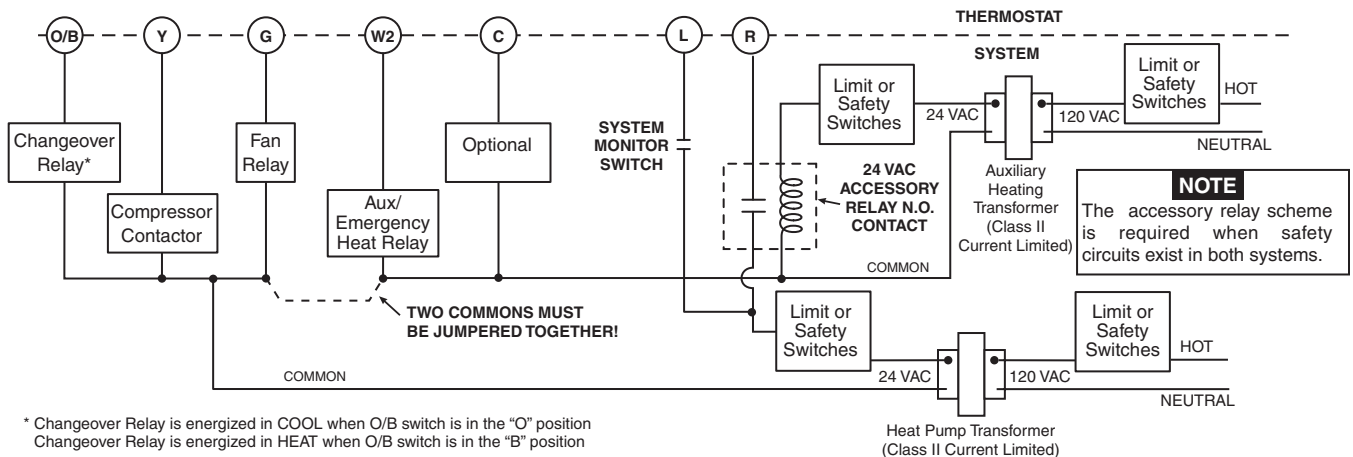 THERMOSTAT
O/B
Y
G
W2
C
L
R
SYSTEM
Changeover
Relay*
Compressor
Contactor
Fan
Relay
Aux/
Emergency
Heat Relay
Optional
SYSTEM
MONITOR
SWITCH
Limit or
Safety
Switches
24 VAC
120 VAC
Limit or
Safety
Switches
HOT
NEUTRAL
24 VAC
ACCESSORY
RELAY N.O.
CONTACT
Auxiliary
Heating
Transformer
(Class II
Current Limited)
NOTE
The accessory relay scheme
is required when safety
circuits exist in both systems.
COMMON
TWO COMMONS MUST
BE JUMPERED TOGETHER!
Limit or
Safety
Switches
24 VAC
120 VAC
Limit or
Safety
Switches
HOT
NEUTRAL
COMMON
Heat Pump Transformer
(Class II Current Limited)
* Changeover Relay is energized in COOL when O/B switch is in the “O” position
Changeover Relay is energized in HEAT when O/B switch is in the “B” position